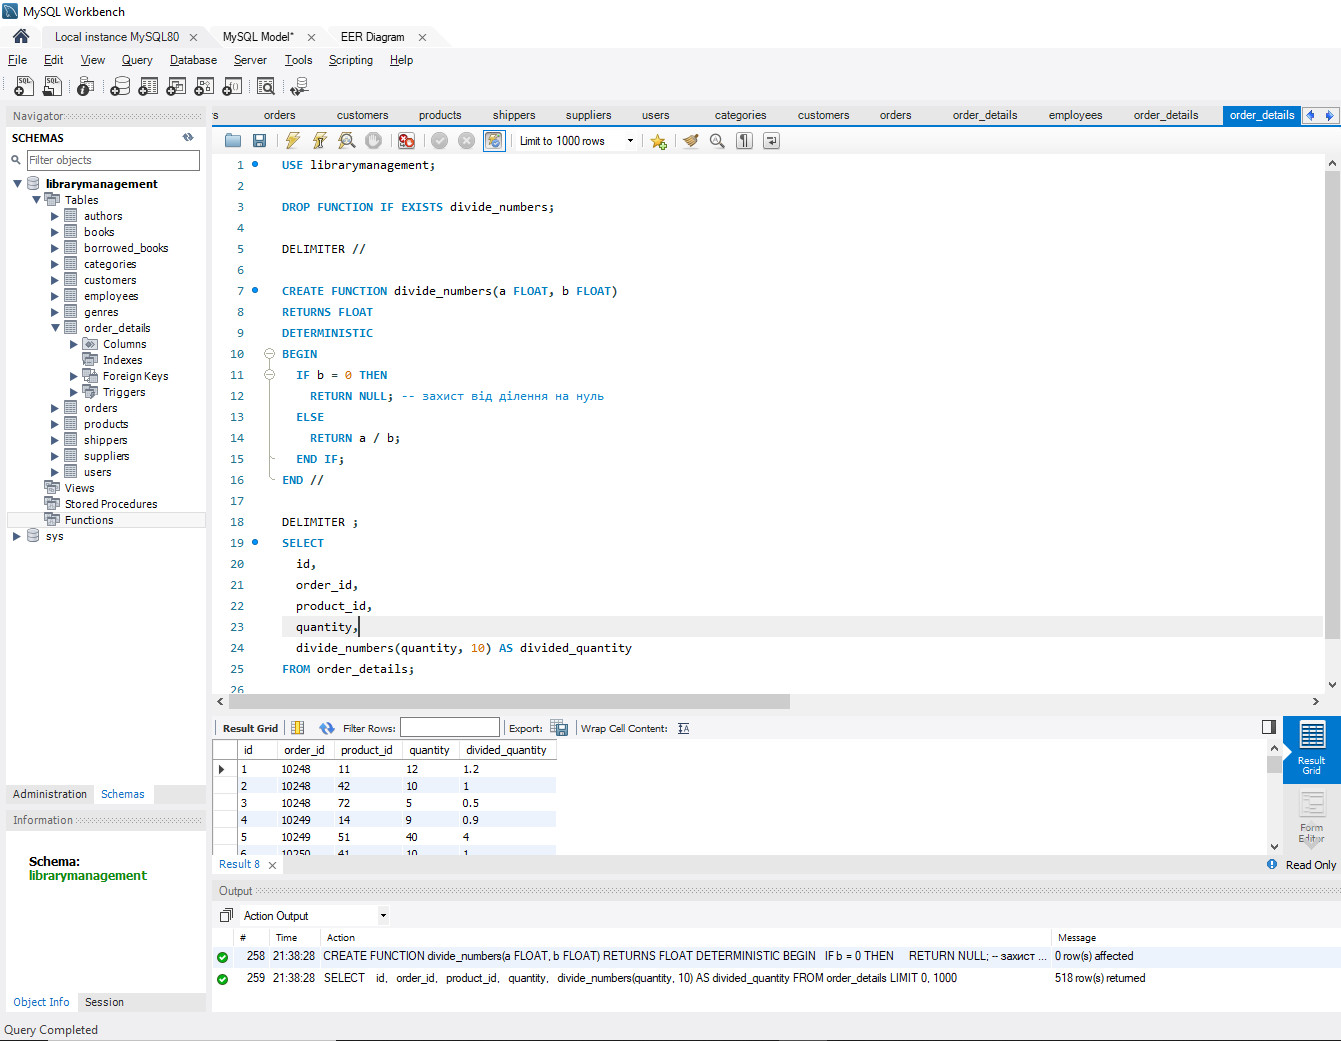 MySQL Workbench
Local instance MySQL80 MySQL Model* EER Diagram
File Edit View Query Database Server Tools Scripting Help
Navigator
SCHEMAS
Filter objects
librarymanagement
Tables
authors
books
borrowed_books
categories
customers
employees
genres
order_details
Columns
Indexes
Foreign Keys
Triggers
orders
products
shippers
suppliers
users
Views
Stored Procedures
Functions
sys
Administration Schemas
Information
Schema:
librarymanagement
Object Info Session
s orders customers products shippers suppliers users categories customers orders order_details employees order_details order_details
Limit to 1000 rows
1 USE librarymanagement;
2
3 DROP FUNCTION IF EXISTS divide_numbers;
4
5 DELIMITER //
6
7 CREATE FUNCTION divide_numbers(a FLOAT, b FLOAT)
8 RETURNS FLOAT
9 DETERMINISTIC
10 BEGIN
11 IF b = 0 THEN
12 RETURN NULL; -- захист від ділення на нуль
13 ELSE
14 RETURN a / b;
15 END IF;
16 END //
17
18 DELIMITER ;
19 SELECT
20 id,
21 order_id,
22 product_id,
23 quantity,
24 divide_numbers(quantity, 10) AS divided_quantity
25 FROM order_details;
26
Result Grid Filter Rows: Export: Wrap Cell Content:
id order_id product_id quantity divided_quantity
1 10248 11 12 1.2
2 10248 42 10 1
3 10248 72 5 0.5
4 10249 14 9 0.9
5 10249 51 40 4
6 10250 41 10 1
Result Grid
Form Editor
Result 8
Read Only
Output
Action Output
# Time Action Message
258 21:38:28 CREATE FUNCTION divide_numbers(a FLOAT, b FLOAT) RETURNS FLOAT DETERMINISTIC BEGIN IF b = 0 THEN RETURN NULL; -- захист ... 0 row(s) affected
259 21:38:28 SELECT id, order_id, product_id, quantity, divide_numbers(quantity, 10) AS divided_quantity FROM order_details LIMIT 0, 1000 518 row(s) returned
Query Completed